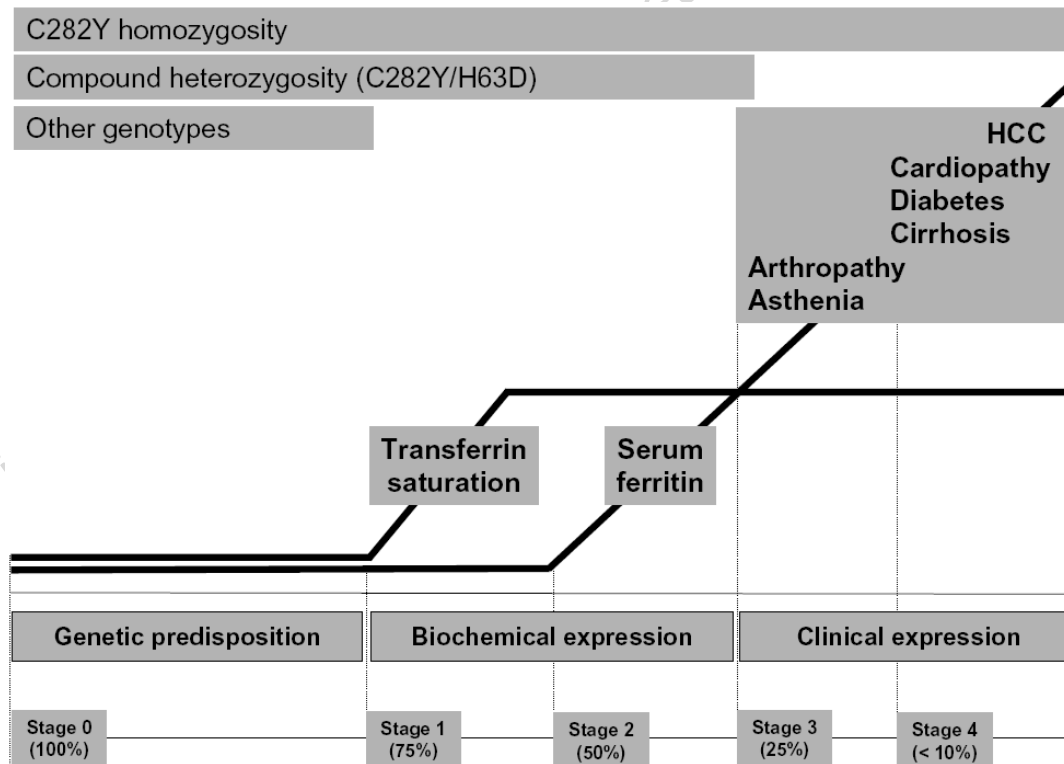 C282Y homozygosity
Compound heterozygosity (C282Y/H63D)
Other genotypes
HCC
Cardiopathy
Diabetes
Cirrhosis
Arthropathy
Asthenia
Transferrin
saturation
Serum
ferritin
Genetic predisposition
Biochemical expression
Clinical expression
Stage 0
(100%)
Stage 1
(75%)
Stage 2
(50%)
Stage 3
(25%)
Stage 4
(< 10%)